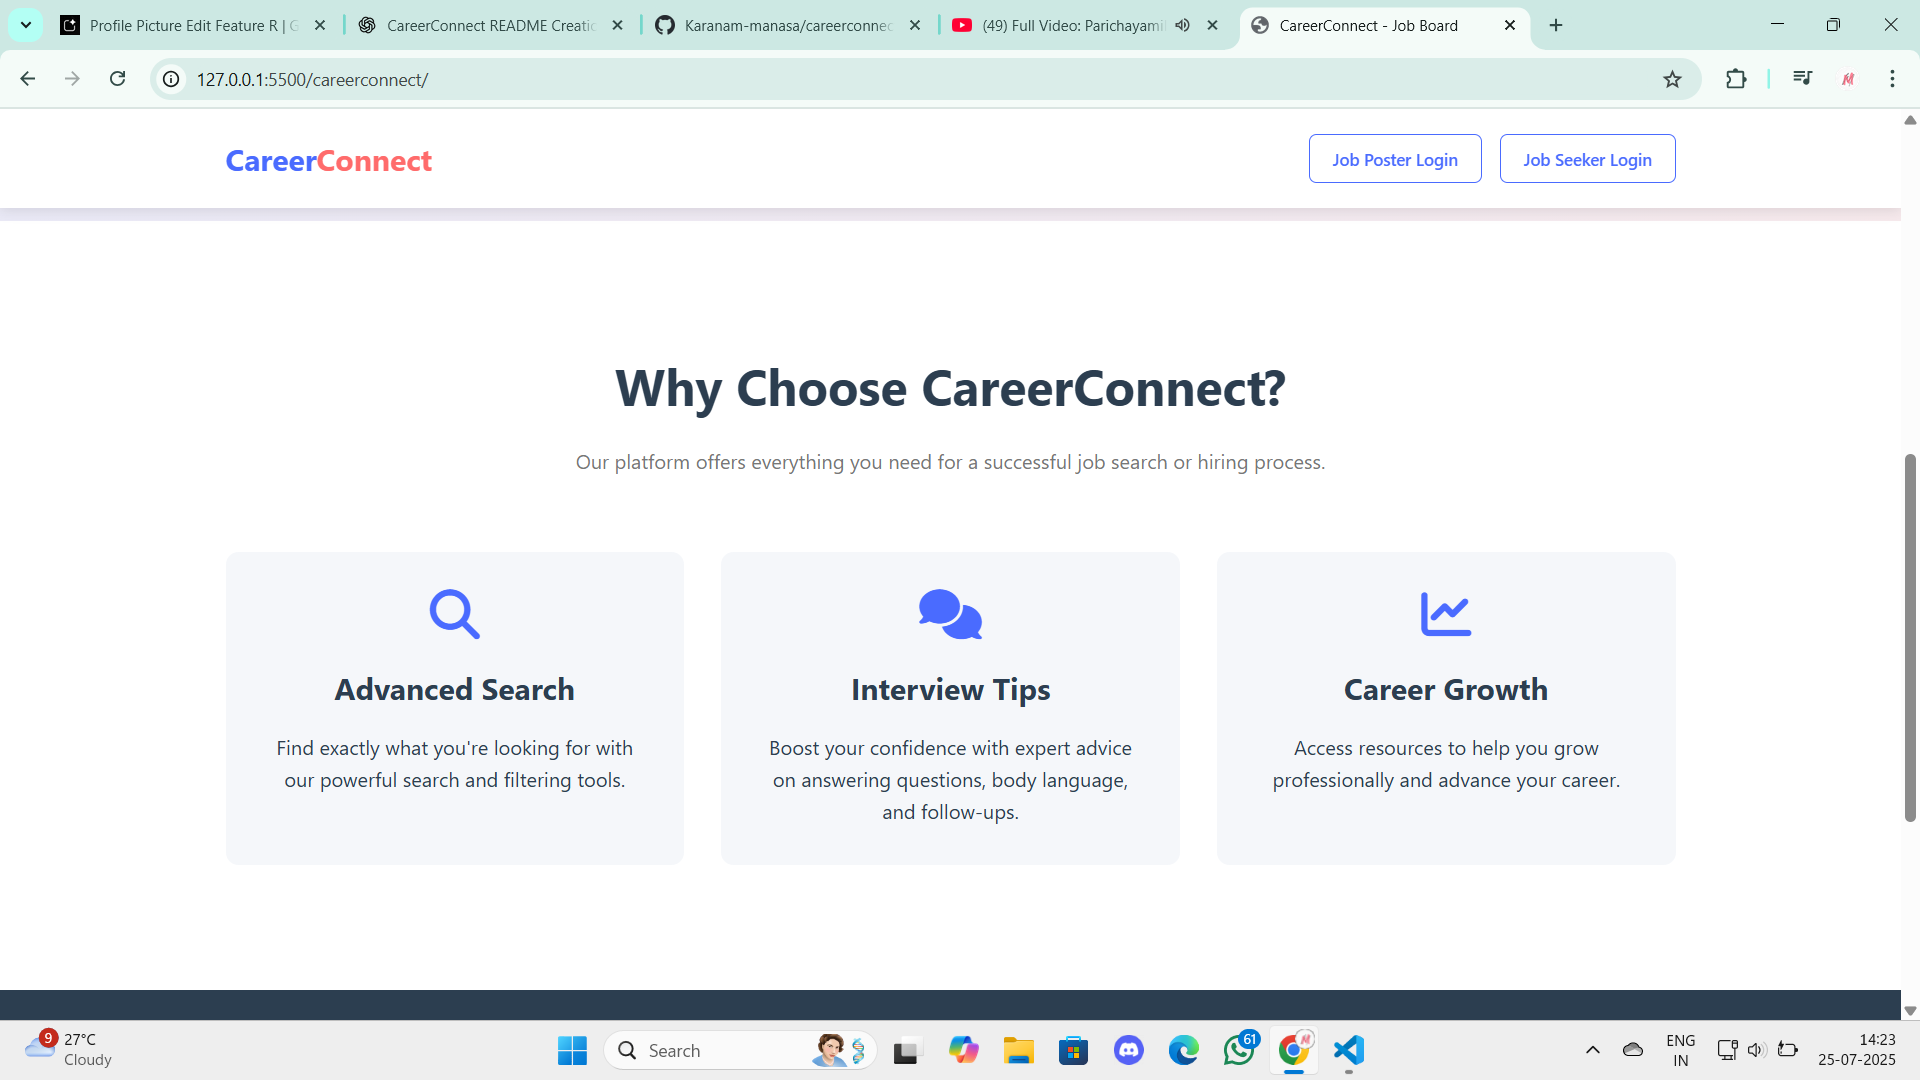 Profile Picture Edit Feature R | G
CareerConnect README Creatic
Karanam-manasa/careerconnec
(49) Full Video: Parichayami
CareerConnect - Job Board
127.0.0.1:5500/careerconnect/
CareerConnect
Job Poster Login
Job Seeker Login
Why Choose CareerConnect?
Our platform offers everything you need for a successful job search or hiring process.
Advanced Search
Find exactly what you're looking for with
our powerful search and filtering tools.
Interview Tips
Boost your confidence with expert advice
on answering questions, body language,
and follow-ups.
Career Growth
Access resources to help you grow
professionally and advance your career.
9
27°C
Cloudy
Search
61
ENG
IN
14:23
25-07-2025